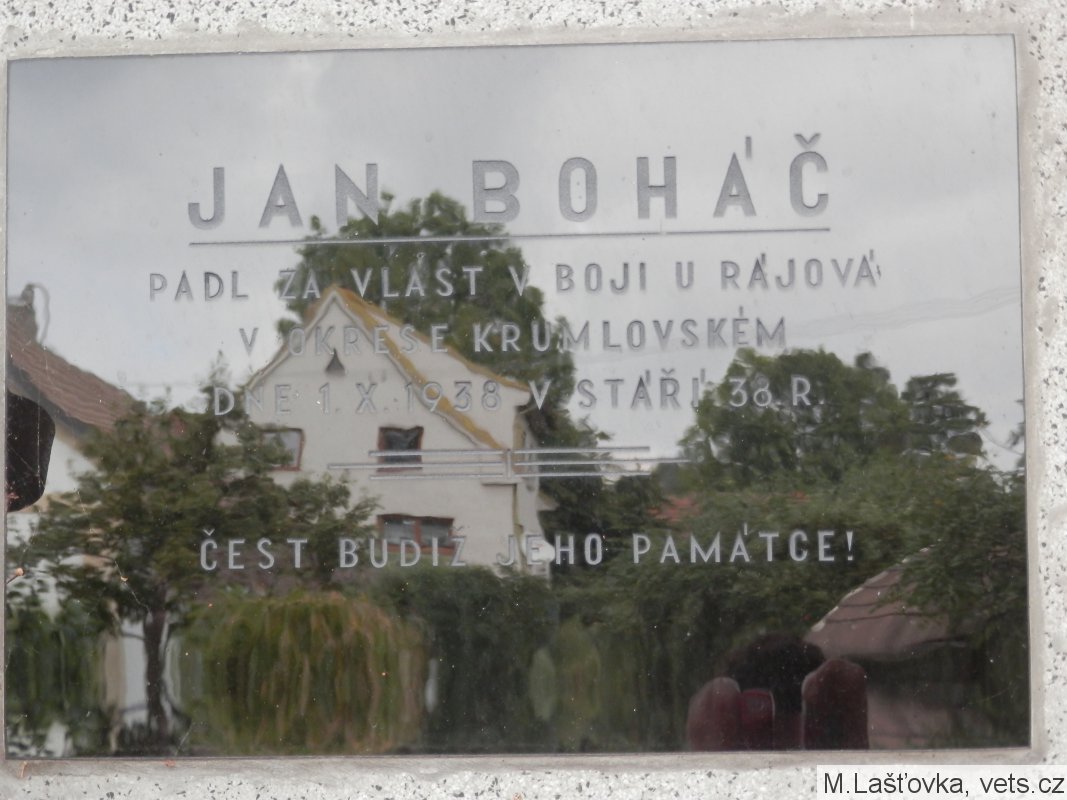 JAN BOHÁČ
PADL ZA VLÁST V BOJI U RÁJOVÁ
V OKRESE KRUMLOVSKÉM
DNE 1. X. 1938 V STÁŘÍ 38 R.
ČEST BUDIŽ JEHO PAMÁTCE!
M.Lašťovka, vets.cz